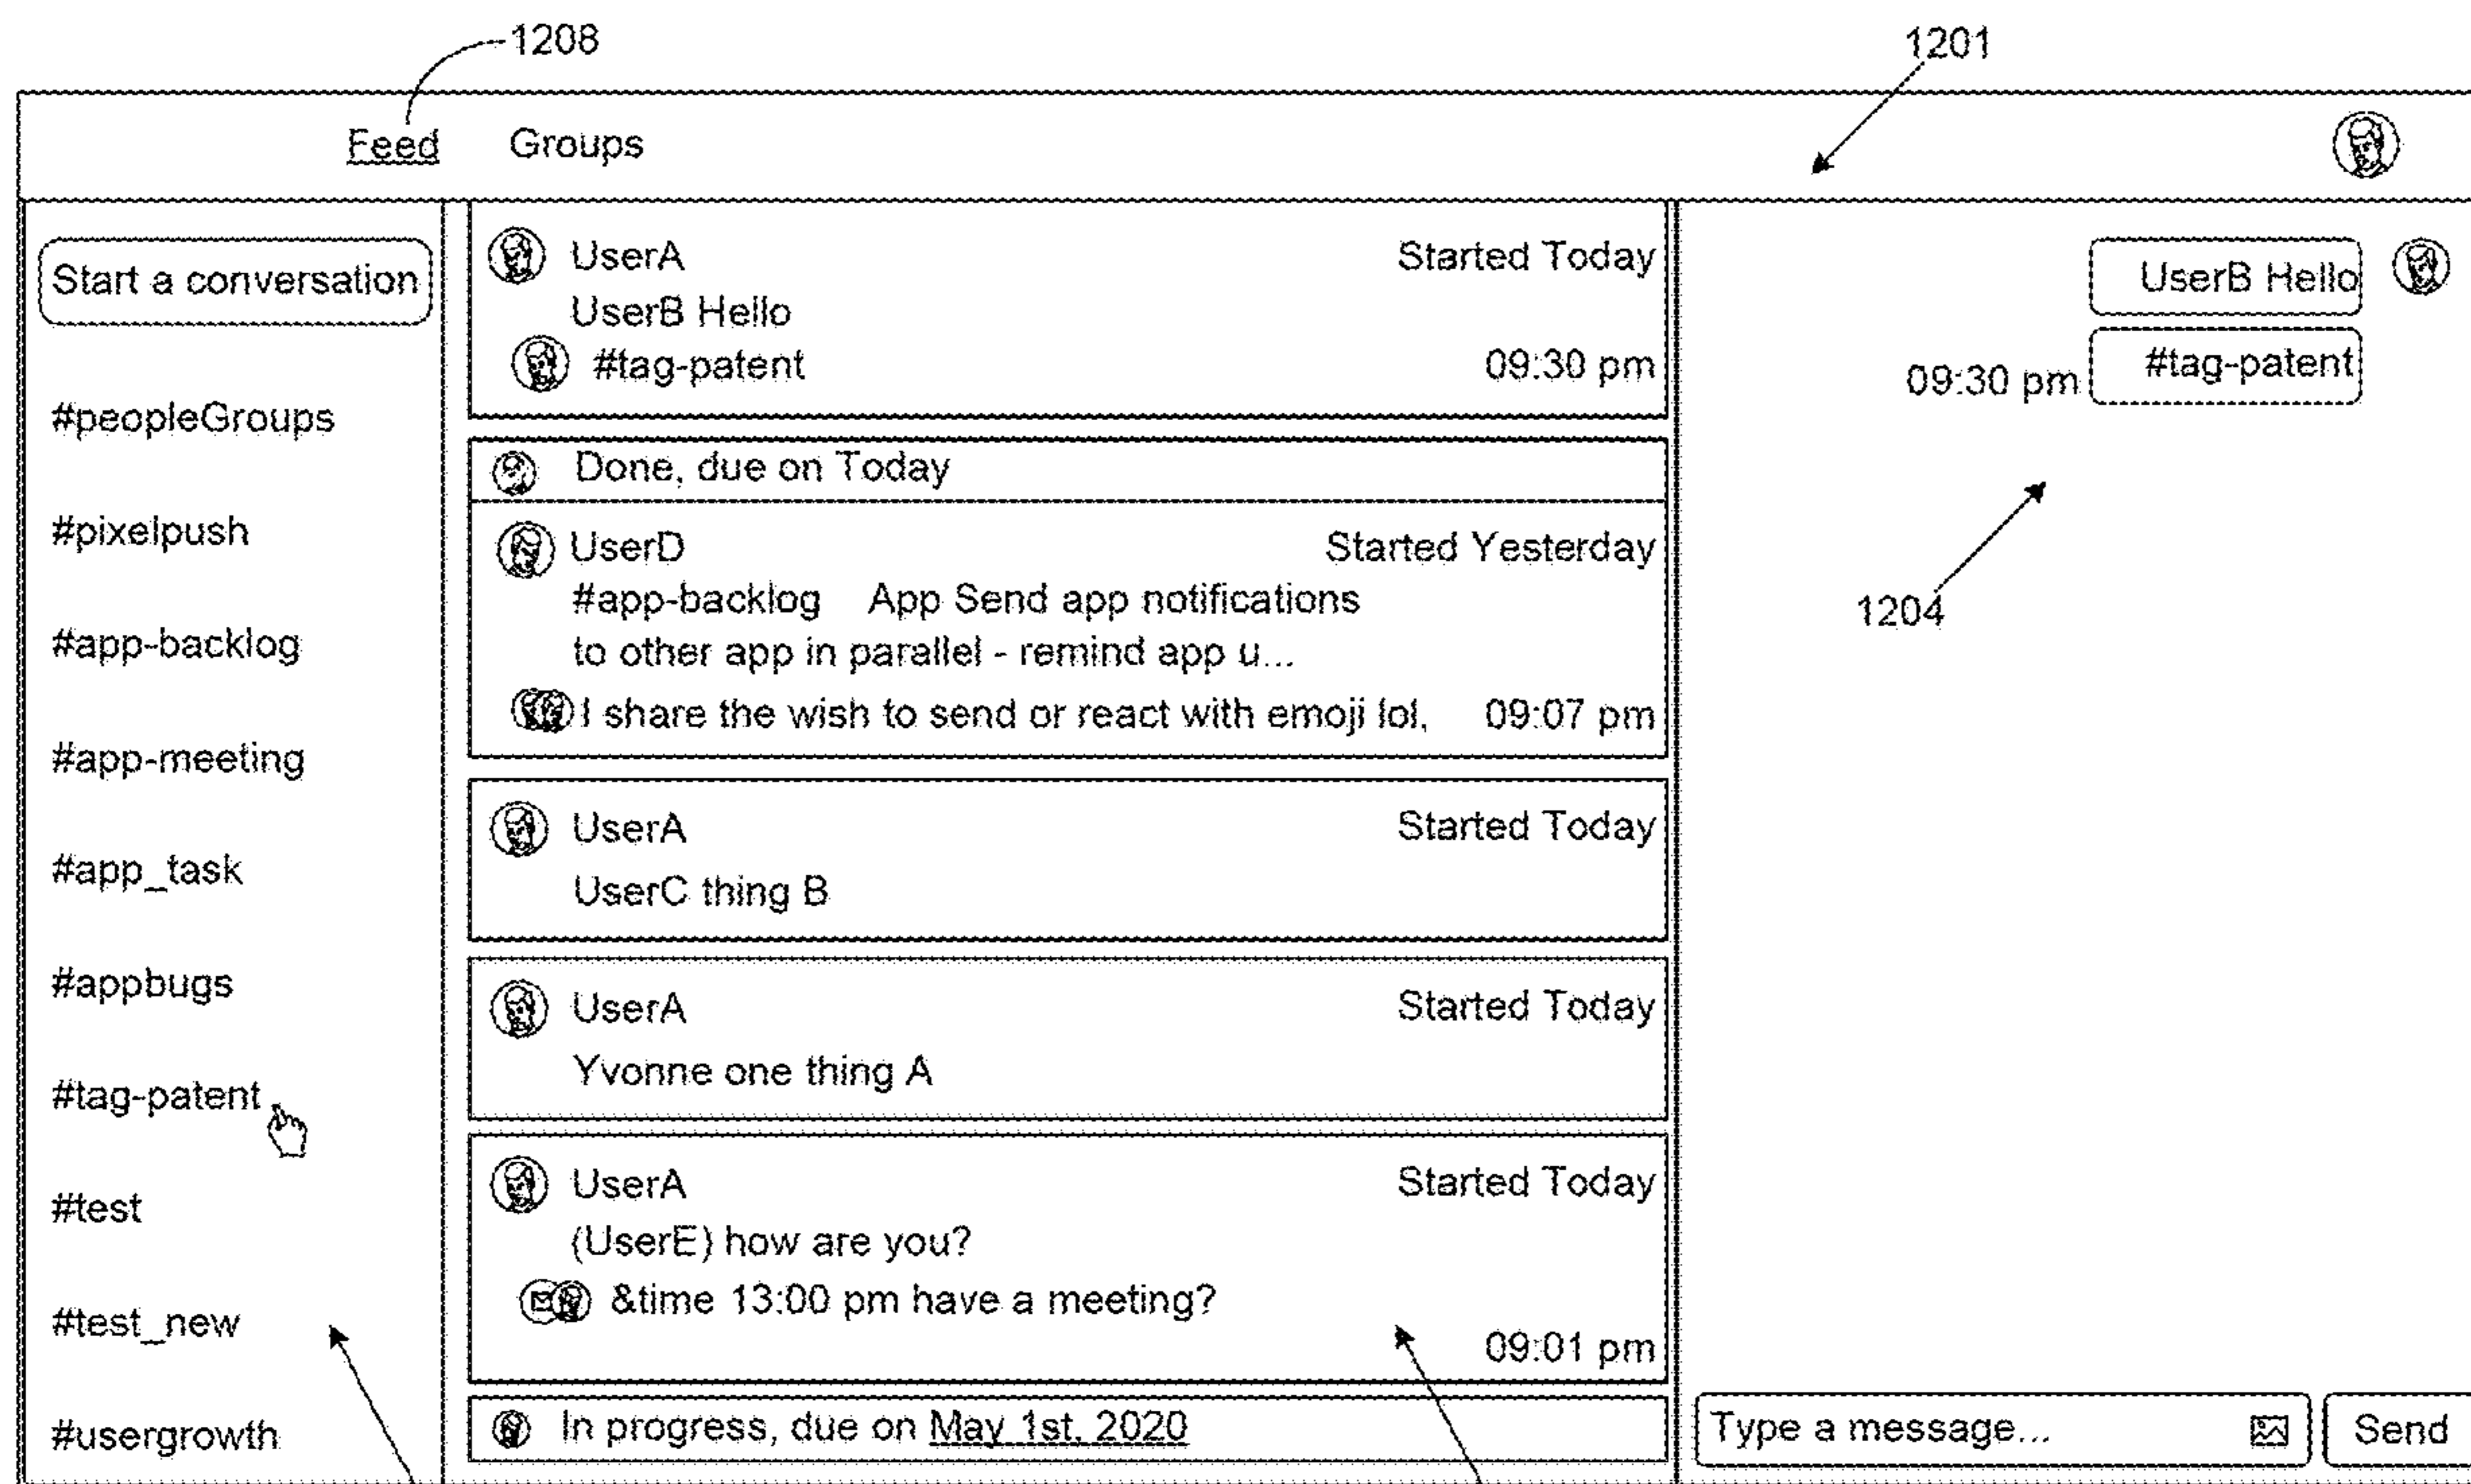 1208
1201
Feed
Groups
Start a conversation
#peopleGroups
#pixelpush
#app-backlog
#app-meeting
#app_task
#appbugs
#tag-patent
#test
#test_new
#usergrowth
UserA Started Today
UserB Hello
#tag-patent 09:30 pm
Done, due on Today
UserD Started Yesterday
#app-backlog App Send app notifications
to other app in parallel - remind app u...
I share the wish to send or react with emoji lol, 09:07 pm
UserA Started Today
UserC thing B
UserA Started Today
Yvonne one thing A
UserA Started Today
(UserE) how are you?
&time 13:00 pm have a meeting?
09:01 pm
In progress, due on May 1st, 2020
UserB Hello
#tag-patent
09:30 pm
1204
Type a message...
Send